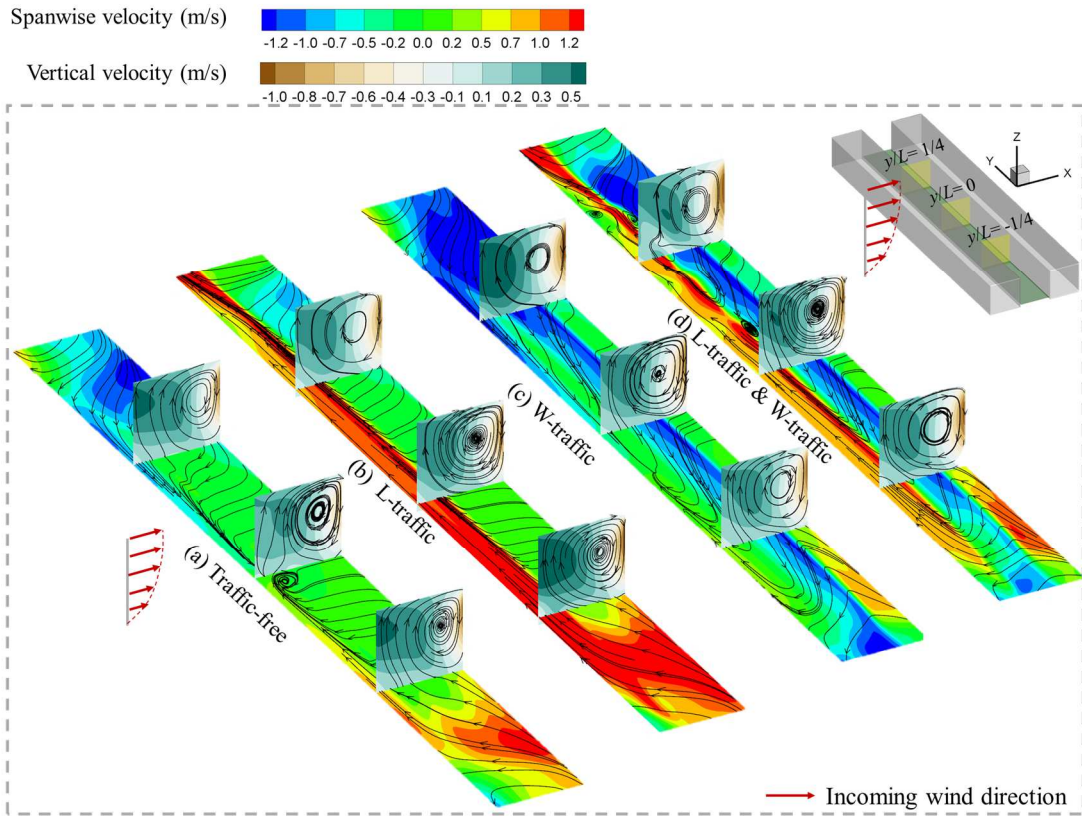 Spanwise velocity (m/s)
-1.2 -1.0 -0.7 -0.5 -0.2 0.0 0.2 0.5 0.7 1.0 1.2
Vertical velocity (m/s)
-1.0 -0.8 -0.7 -0.6 -0.4 -0.3 -0.1 0.1 0.2 0.3 0.5
y/L= 1/4
y/L= 0
y/L= -1/4
Z
Y
X
(a) Traffic-free
(b) L-traffic
(c) W-traffic
(d) L-traffic & W-traffic
Incoming wind direction